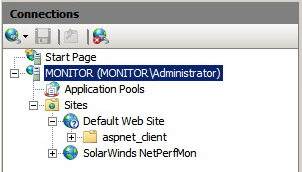 Connections
Start Page
MONITOR (MONITOR\Administrator)
Application Pools
Sites
Default Web Site
aspnet_client
SolarWinds NetPerfMon